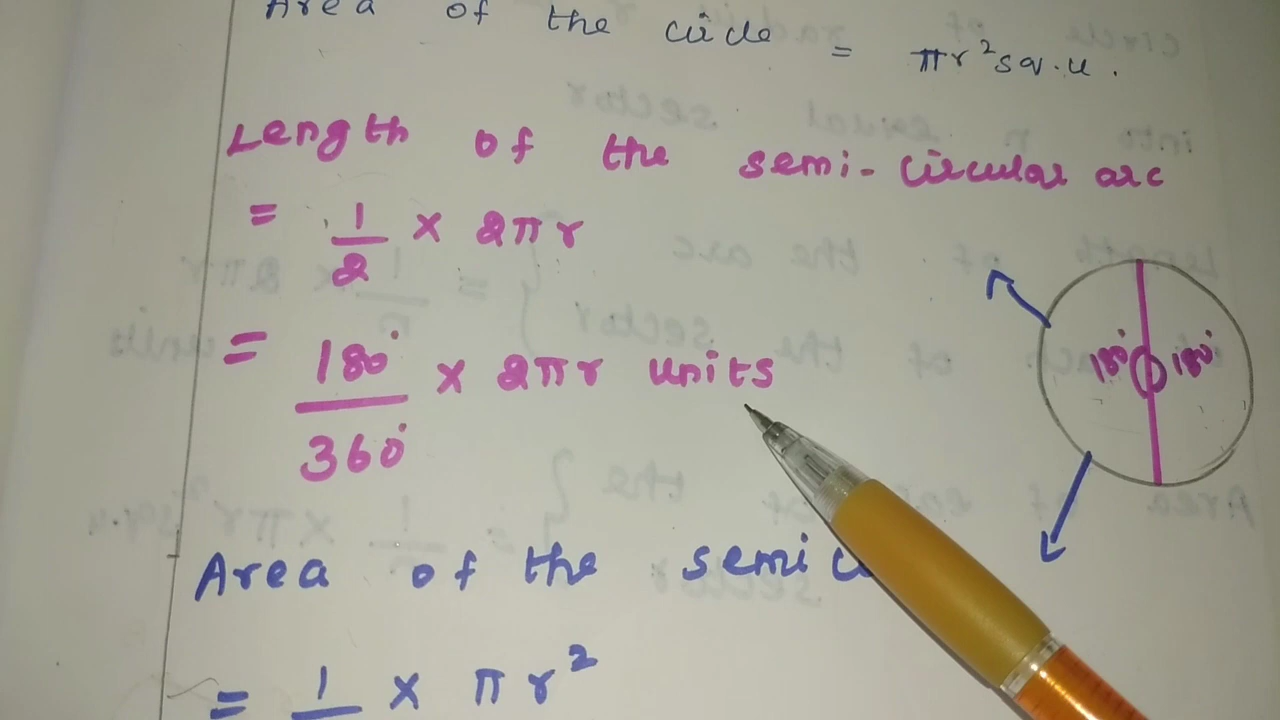 Area of the circle = πr² sq.u.
Length of the semi-circular arc
= 1/2 × 2πr
= 180°/360° × 2πr units
180° 180°
Area of the semi
= 1 × πr²